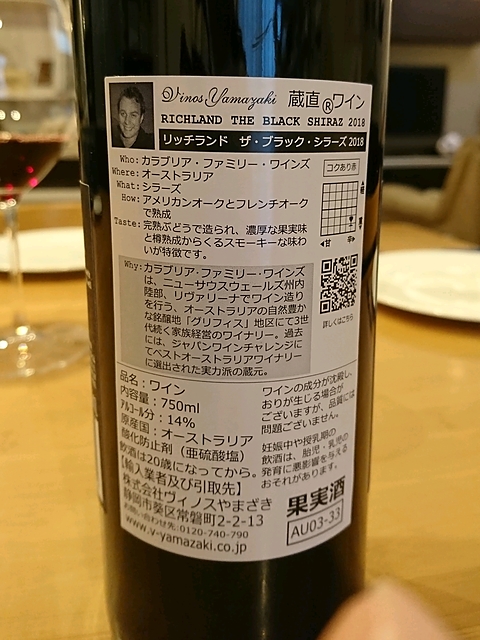 Vinos Yamazaki 蔵直®ワイン
RICHLAND THE BLACK SHIRAZ 2018
リッチランド ザ・ブラック・シラーズ 2018
Who:カラブリア・ファミリー・ワインズ
Where:オーストラリア
What:シラーズ
How:アメリカンオークとフレンチオーク
で熟成
Taste:完熟ぶどうで造られ、濃厚な果実味
と樽熟成からくるスモーキーな味わ
いが特徴です。
コクあり赤
甘 辛
詳しくはこちら
Why:カラブリア・ファミリー・ワインズ
は、ニューサウスウェールズ州内
陸部、リヴァリーナでワイン造り
を行う、オーストラリアの自然豊か
な銘醸地「グリフィス」地区にて3世
代続く家族経営のワイナリー。過去
には、ジャパンワインチャレンジに
てベストオーストラリアワイナリー
に選出された実力派の蔵元。
品名:ワイン
内容量:750ml
アルコール分:14%
原産国:オーストラリア
酸化防止剤(亜硫酸塩)
飲酒は20歳になってから。
【輸入業者及び引取先】
株式会社ヴィノスやまざき
静岡市葵区常磐町2-2-13
お問い合わせ先:0120-740-790
www.v-yamazaki.co.jp
ワインの成分が沈殿し、
おりが生じる場合が
ございますが、品質には
問題ございません。
妊娠中や授乳期の
飲酒は、胎児・乳児の
発育に悪影響を与える
おそれがあります。
果実酒
AU03-33